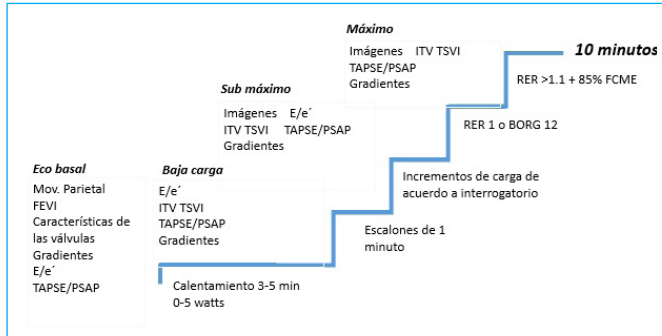 Máximo
Imágenes ITV TSVI
TAPSE/PSAP
Gradientes
10 minutos
RER >1.1 + 85% FCME
Sub máximo
Imágenes E/e´
ITV TSVI TAPSE/PSAP
Gradientes
RER 1 o BORG 12
Eco basal
Mov. Parietal
FEVI
Características de
las válvulas
Gradientes
E/e´
TAPSE/PSAP
Baja carga
E/e´
ITV TSVI
TAPSE/PSAP
Gradientes
Incrementos de carga de
acuerdo a interrogatorio
Escalones de 1
minuto
Calentamiento 3-5 min
0-5 watts